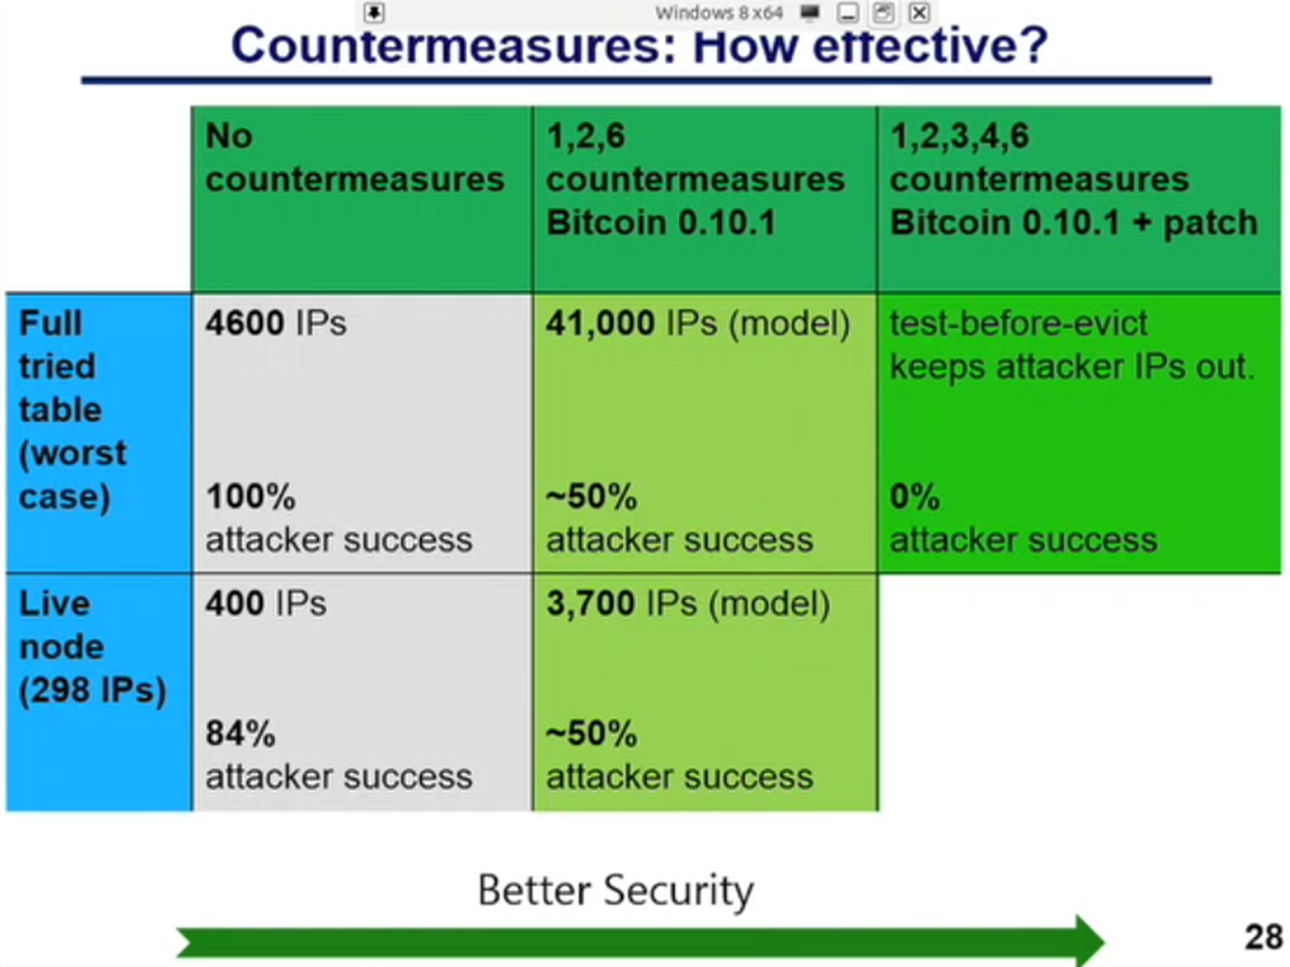 Windows 8 x64
Countermeasures: How effective?
No
countermeasures
1,2,6
countermeasures
Bitcoin 0.10.1
1,2,3,4,6
countermeasures
Bitcoin 0.10.1 + patch
Full
tried
table
(worst
case)
4600 IPs
100%
attacker success
41,000 IPs (model)
~50%
attacker success
test-before-evict
keeps attacker IPs out.
0%
attacker success
Live
node
(298 IPs)
400 IPs
84%
attacker success
3,700 IPs (model)
~50%
attacker success
Better Security
28